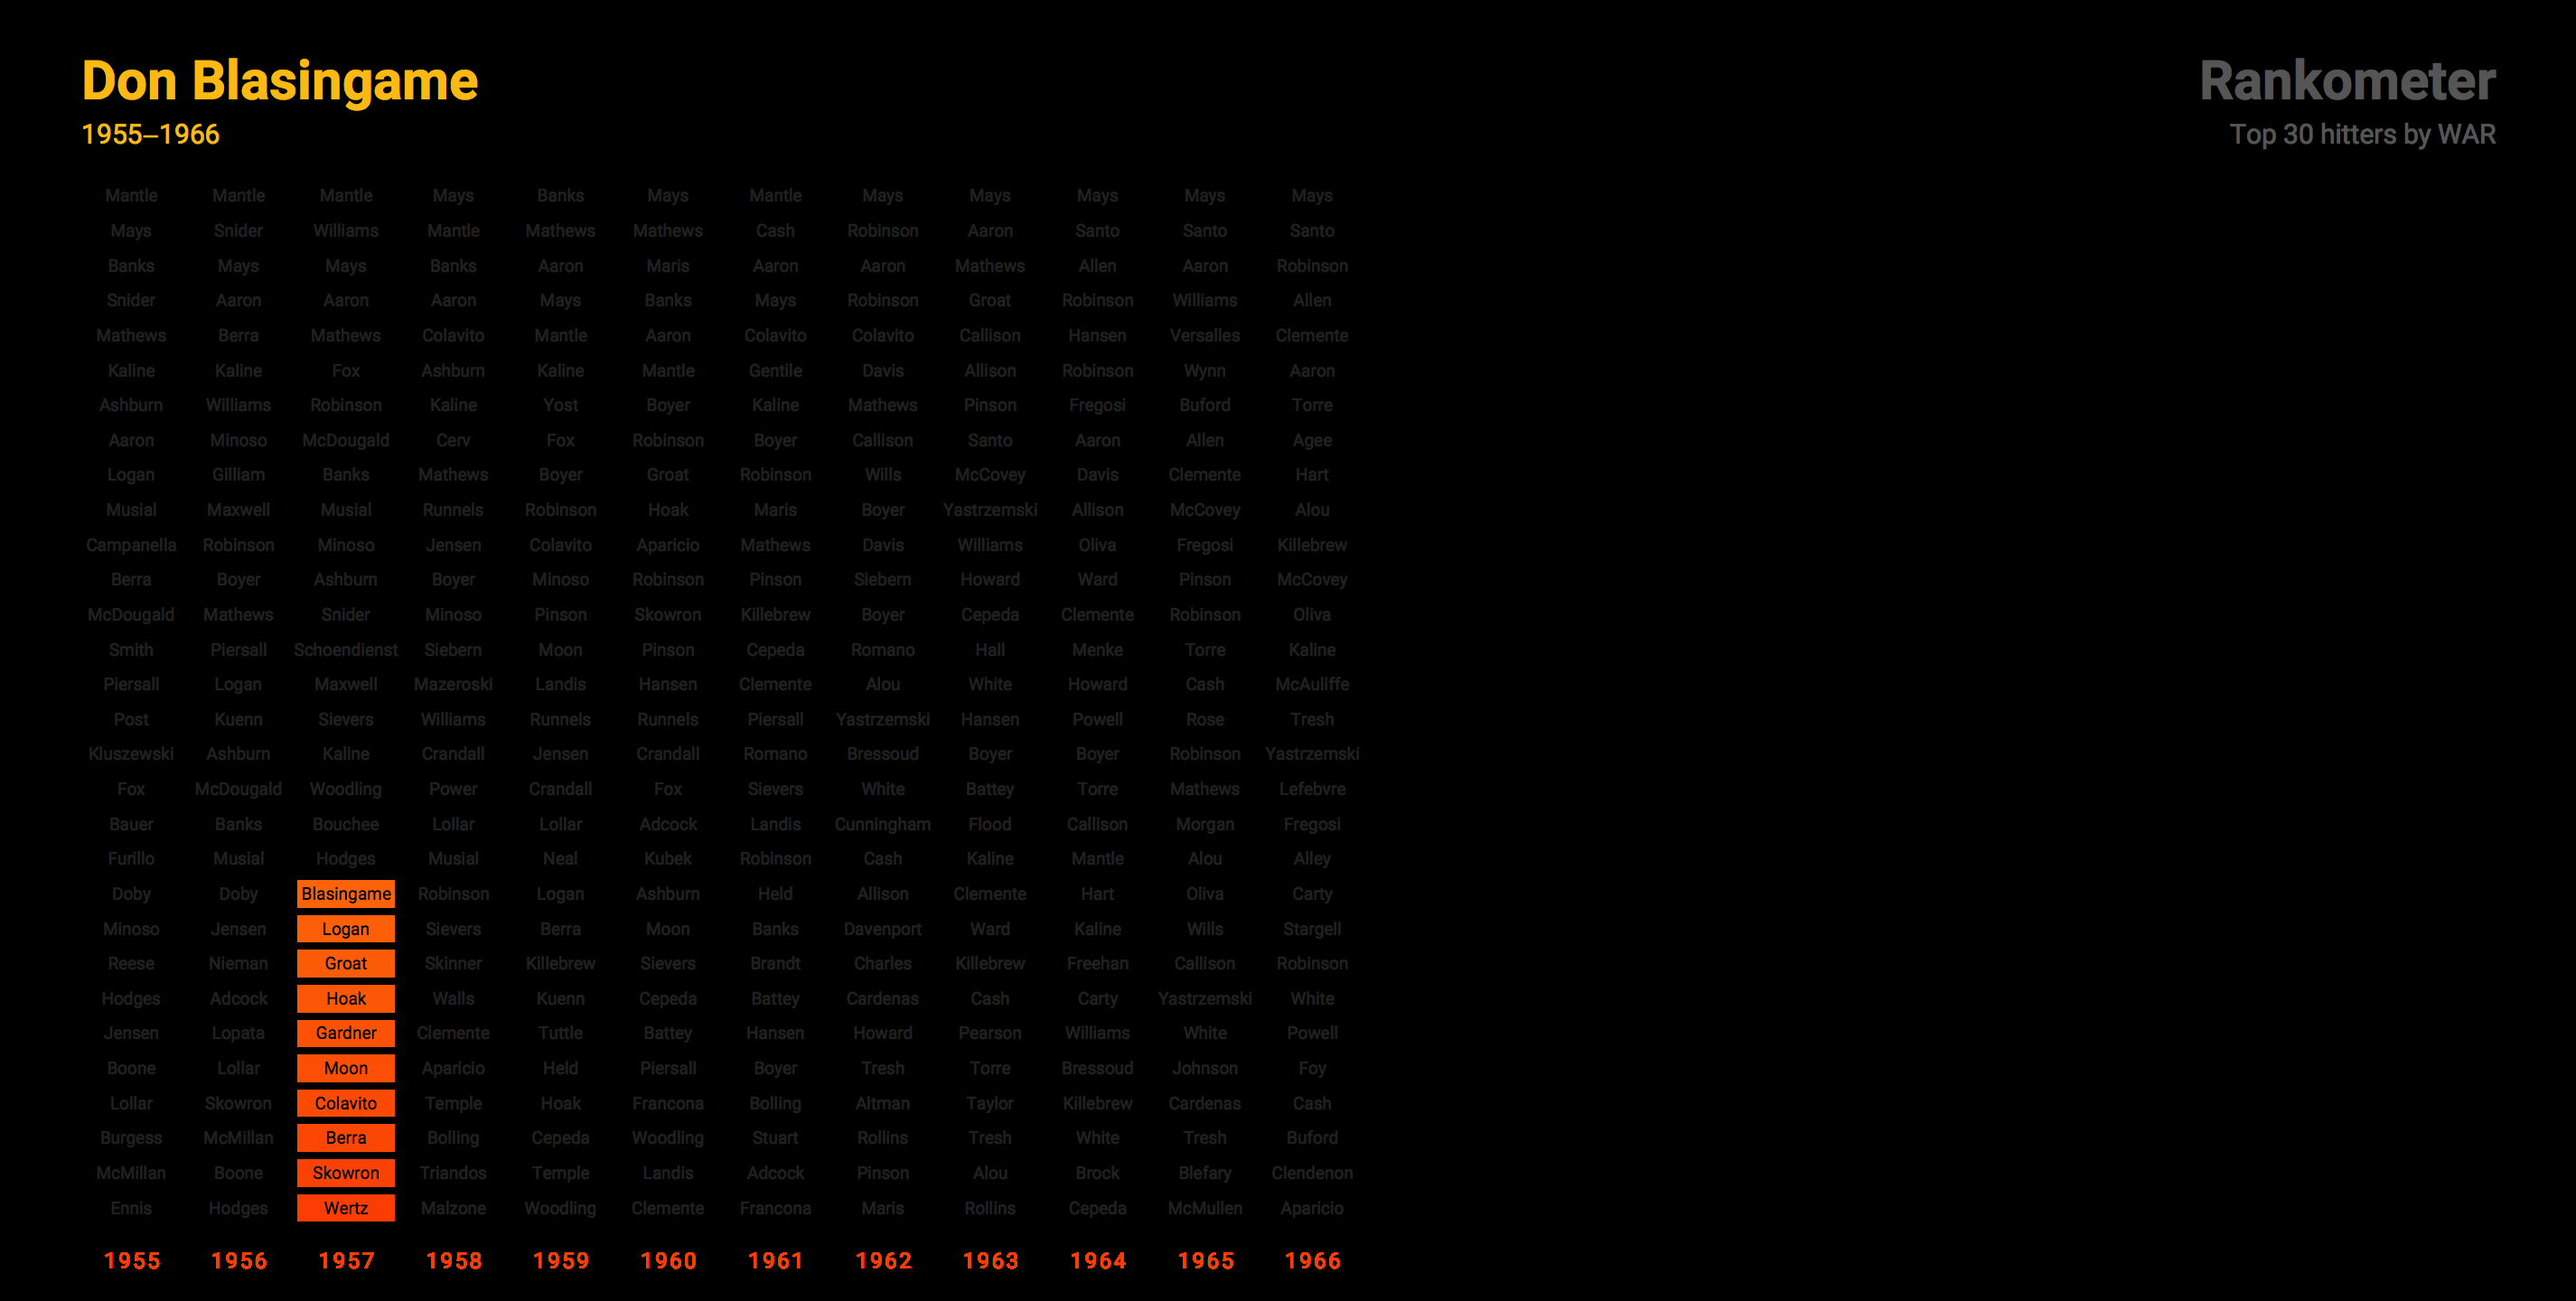 Don Blasingame
1955–1966
Rankometer
Top 30 hitters by WAR
Mantle Mantle Mantle Mays Banks Mays Mantle Mays Mays Mays Mays Mays
Mays Snider Williams Mantle Mathews Mathews Cash Robinson Aaron Santo Santo Santo
Banks Mays Mays Banks Aaron Maris Aaron Aaron Mathews Allen Aaron Robinson
Snider Aaron Aaron Aaron Mays Banks Mays Robinson Groat Robinson Williams Allen
Mathews Berra Mathews Colavito Mantle Aaron Colavito Colavito Callison Hansen Versalles Clemente
Kaline Kaline Fox Ashburn Kaline Mantle Gentile Davis Allison Robinson Wynn Aaron
Ashburn Williams Robinson Kaline Yost Boyer Kaline Mathews Pinson Fregosi Buford Torre
Aaron Minoso McDougald Cerv Fox Robinson Boyer Callison Santo Aaron Allen Agee
Logan Gilliam Banks Mathews Boyer Groat Robinson Wills McCovey Davis Clemente Hart
Musial Maxwell Musial Runnels Robinson Hoak Maris Boyer Yastrzemski Allison McCovey Alou
Campanella Robinson Minoso Jensen Colavito Aparicio Mathews Davis Williams Oliva Fregosi Killebrew
Berra Boyer Ashburn Boyer Minoso Robinson Pinson Siebern Howard Ward Pinson McCovey
McDougald Mathews Snider Minoso Pinson Skowron Killebrew Boyer Cepeda Clemente Robinson Oliva
Smith Piersall Schoendienst Siebern Moon Pinson Cepeda Romano Hall Menke Torre Kaline
Piersall Logan Maxwell Mazeroski Landis Hansen Clemente Alou White Howard Cash McAuliffe
Post Kuenn Sievers Williams Runnels Runnels Piersall Yastrzemski Hansen Powell Rose Tresh
Kluszewski Ashburn Kaline Crandall Jensen Crandall Romano Bressoud Boyer Boyer Robinson Yastrzemski
Fox McDougald Woodling Power Crandall Fox Sievers White Battey Torre Mathews Lefebvre
Bauer Banks Bouchee Lollar Lollar Adcock Landis Cunningham Flood Callison Morgan Fregosi
Furillo Musial Hodges Musial Neal Kubek Robinson Cash Kaline Mantle Alou Alley
Doby Doby Blasingame Robinson Logan Ashburn Held Allison Clemente Hart Oliva Carty
Minoso Jensen Logan Sievers Berra Moon Banks Davenport Ward Kaline Wills Stargell
Reese Nieman Groat Skinner Killebrew Sievers Brandt Charles Killebrew Freehan Callison Robinson
Hodges Adcock Hoak Walls Kuenn Cepeda Battey Cardenas Cash Carty Yastrzemski White
Jensen Lopata Gardner Clemente Tuttle Battey Hansen Howard Pearson Williams White Powell
Boone Lollar Moon Aparicio Held Piersall Boyer Tresh Torre Bressoud Johnson Foy
Lollar Skowron Colavito Temple Hoak Francona Bolling Altman Taylor Killebrew Cardenas Cash
Burgess McMillan Berra Bolling Cepeda Woodling Stuart Rollins Tresh White Tresh Buford
McMillan Boone Skowron Triandos Temple Landis Adcock Pinson Alou Brock Blefary Clendenon
Ennis Hodges Wertz Malzone Woodling Clemente Francona Maris Rollins Cepeda McMullen Aparicio
1955 1956 1957 1958 1959 1960 1961 1962 1963 1964 1965 1966